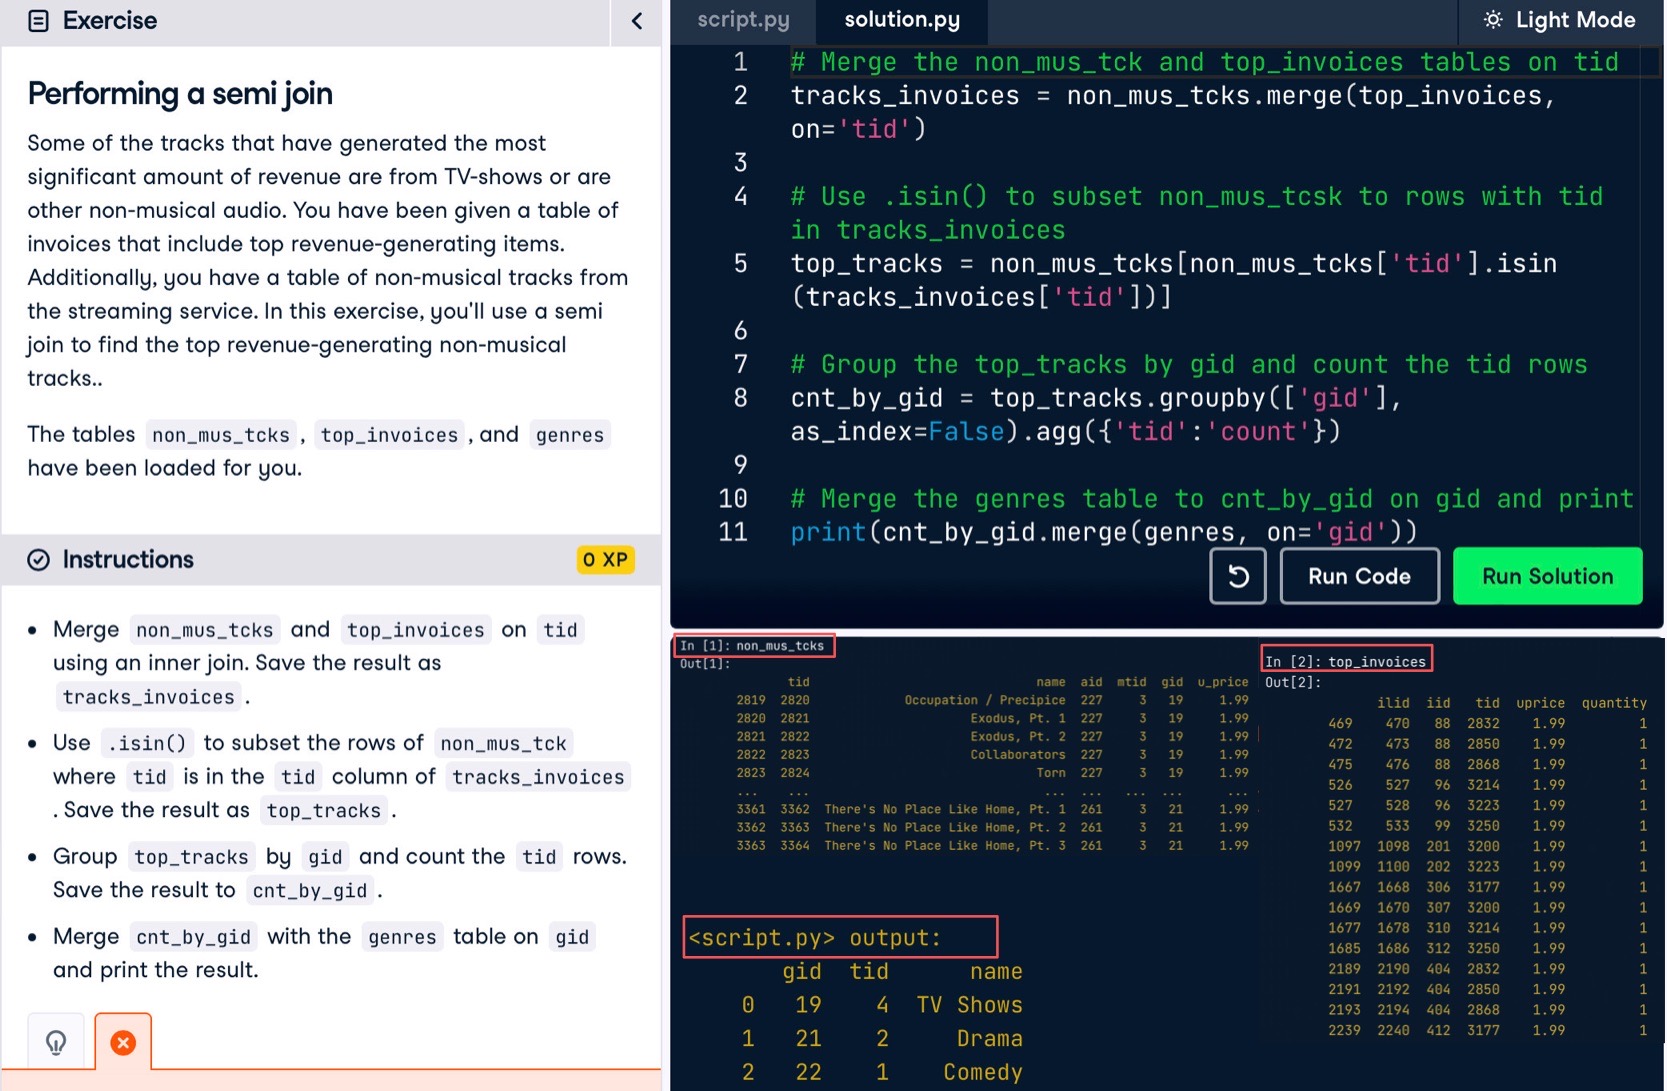 Exercise
Performing a semi join
Some of the tracks that have generated the most
significant amount of revenue are from TV-shows or are
other non-musical audio. You have been given a table of
invoices that include top revenue-generating items.
Additionally, you have a table of non-musical tracks from
the streaming service. In this exercise, you'll use a semi
join to find the top revenue-generating non-musical
tracks..
The tables non_mus_tcks , top_invoices , and genres
have been loaded for you.
Instructions
0 XP
• Merge non_mus_tcks and top_invoices on tid
using an inner join. Save the result as
tracks_invoices .
• Use .isin() to subset the rows of non_mus_tck
where tid is in the tid column of tracks_invoices
. Save the result as top_tracks .
• Group top_tracks by gid and count the tid rows.
Save the result to cnt_by_gid .
• Merge cnt_by_gid with the genres table on gid
and print the result.
script.py solution.py Light Mode
1 # Merge the non_mus_tck and top_invoices tables on tid
2 tracks_invoices = non_mus_tcks.merge(top_invoices,
on='tid')
3
4 # Use .isin() to subset non_mus_tcsk to rows with tid
in tracks_invoices
5 top_tracks = non_mus_tcks[non_mus_tcks['tid'].isin
(tracks_invoices['tid'])]
6
7 # Group the top_tracks by gid and count the tid rows
8 cnt_by_gid = top_tracks.groupby(['gid'],
as_index=False).agg({'tid':'count'})
9
10 # Merge the genres table to cnt_by_gid on gid and print
11 print(cnt_by_gid.merge(genres, on='gid'))
Run Code Run Solution
In [1]: non_mus_tcks
Out[1]:
tid name aid mtid gid u_price
2819 2820 Occupation / Precipice 227 3 19 1.99
2820 2821 Exodus, Pt. 1 227 3 19 1.99
2821 2822 Exodus, Pt. 2 227 3 19 1.99
2822 2823 Collaborators 227 3 19 1.99
2823 2824 Torn 227 3 19 1.99
... ... ... ... ... ... ...
3361 3362 There's No Place Like Home, Pt. 1 261 3 21 1.99
3362 3363 There's No Place Like Home, Pt. 2 261 3 21 1.99
3363 3364 There's No Place Like Home, Pt. 3 261 3 21 1.99
In [2]: top_invoices
Out[2]:
ilid iid tid uprice quantity
469 470 88 2832 1.99 1
472 473 88 2850 1.99 1
475 476 88 2868 1.99 1
526 527 96 3214 1.99 1
527 528 96 3223 1.99 1
532 533 99 3250 1.99 1
1097 1098 201 3200 1.99 1
1099 1100 202 3223 1.99 1
1667 1668 306 3177 1.99 1
1669 1670 307 3200 1.99 1
1677 1678 310 3214 1.99 1
1685 1686 312 3250 1.99 1
2189 2190 404 2832 1.99 1
2191 2192 404 2850 1.99 1
2193 2194 404 2868 1.99 1
2239 2240 412 3177 1.99 1
<script.py> output:
gid tid name
0 19 4 TV Shows
1 21 2 Drama
2 22 1 Comedy